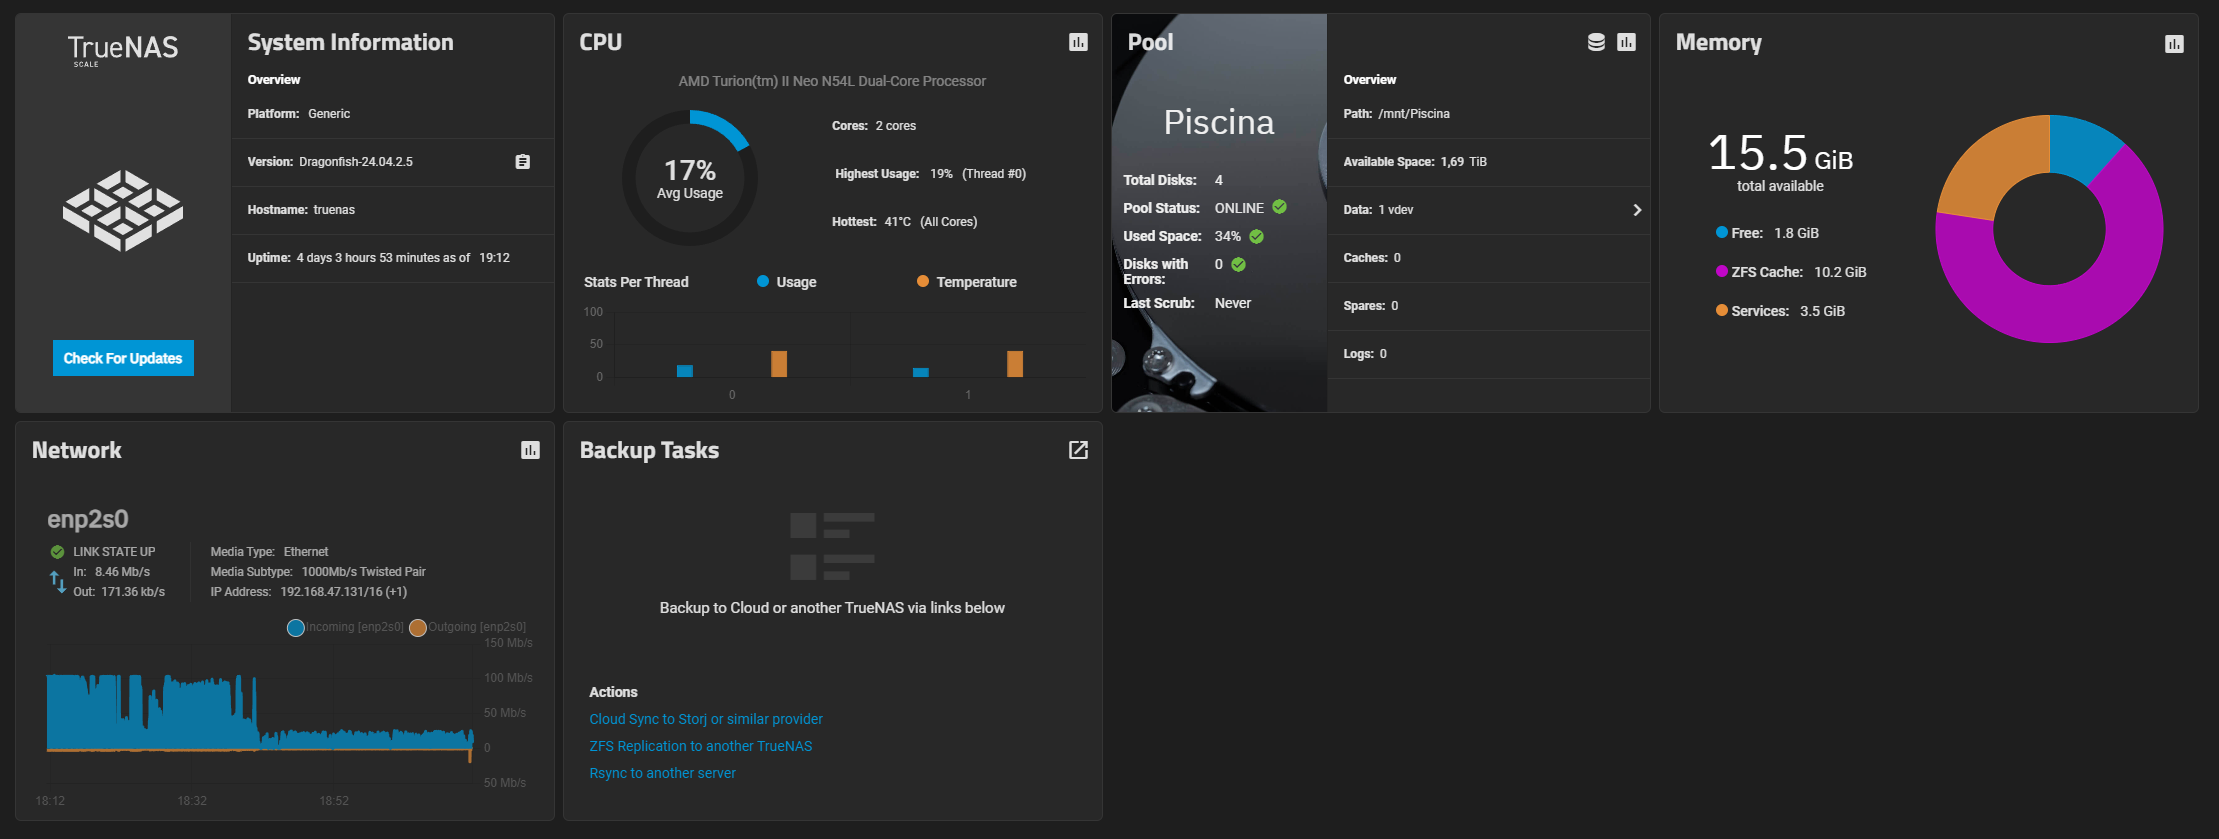 TrueNAS
SCALE
System Information
Overview
Platform: Generic
Version: Dragonfish-24.04.2.5
Hostname: truenas
Uptime: 4 days 3 hours 53 minutes as of 19:12
Check For Updates
CPU
AMD Turion(tm) II Neo N54L Dual-Core Processor
17%
Avg Usage
Cores: 2 cores
Highest Usage: 19% (Thread #0)
Hottest: 41°C (All Cores)
Stats Per Thread
Usage
Temperature
100
50
0
0
1
Pool
Piscina
Total Disks: 4
Pool Status: ONLINE
Used Space: 34%
Disks with
Errors: 0
Last Scrub: Never
Overview
Path: /mnt/Piscina
Available Space: 1,69 TiB
Data: 1 vdev
Caches: 0
Spares: 0
Logs: 0
Memory
15.5 GiB
total available
Free: 1.8 GiB
ZFS Cache: 10.2 GiB
Services: 3.5 GiB
Network
enp2s0
LINK STATE UP
In: 8.46 Mb/s
Out: 171.36 kb/s
Media Type: Ethernet
Media Subtype: 1000Mb/s Twisted Pair
IP Address: 192.168.47.131/16 (+1)
Incoming [enp2s0]
Outgoing [enp2s0]
150 Mb/s
100 Mb/s
50 Mb/s
0
50 Mb/s
18:12
18:32
18:52
Backup Tasks
Backup to Cloud or another TrueNAS via links below
Actions
Cloud Sync to Storj or similar provider
ZFS Replication to another TrueNAS
Rsync to another server